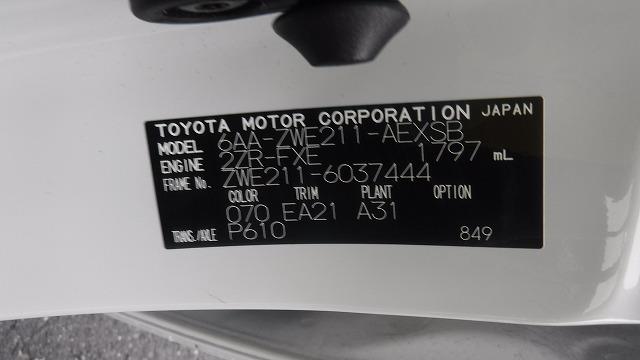 TOYOTA MOTOR CORPORATION JAPAN
MODEL 6AA-ZWE211-AEXSB
ENGINE 2ZR-FXE 1797 mL
FRAME No. ZWE211-6037444
COLOR TRIM PLANT OPTION
070 EA21 A31
TRANS./AXLE P610 849